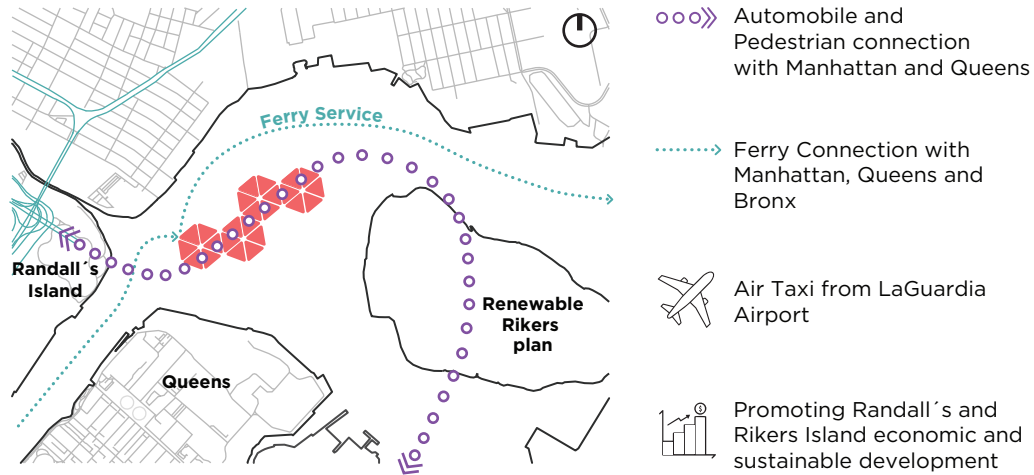 Ferry Service
Randall´s
Island
Renewable
Rikers
plan
Queens
Automobile and
Pedestrian connection
with Manhattan and Queens
Ferry Connection with
Manhattan, Queens and
Bronx
Air Taxi from LaGuardia
Airport
$
Promoting Randall´s and
Rikers Island economic and
sustainable development